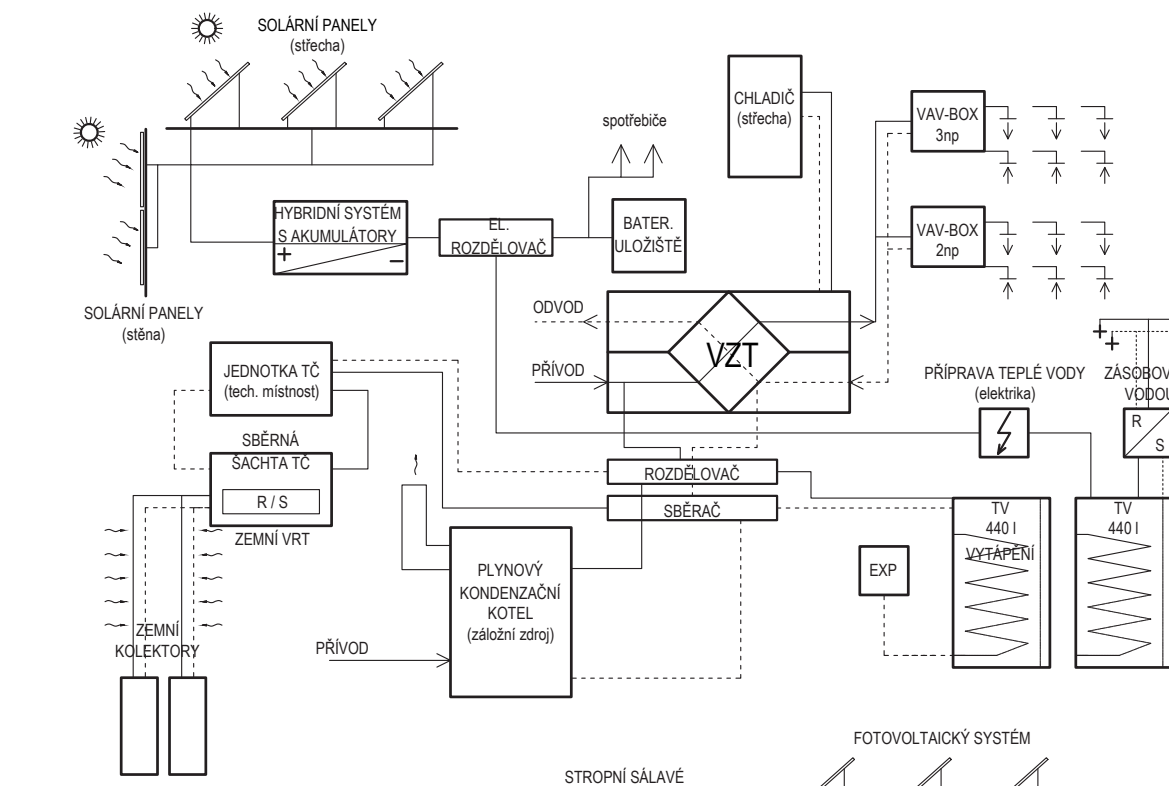 SOLÁRNÍ PANELY
(střecha)
CHLADIČ
(střecha)
VAV-BOX
3np
spotřebiče
HYBRIDNÍ SYSTÉM
S AKUMULÁTORY
+ −
EL.
ROZDĚLOVAČ
BATER.
ULOŽIŠTĚ
VAV-BOX
2np
SOLÁRNÍ PANELY
(stěna)
ODVOD
VZT
PŘÍVOD
JEDNOTKA TČ
(tech. místnost)
PŘÍPRAVA TEPLÉ VODY
(elektrika)
ZÁSOBOV
VODOU
R
S
SBĚRNÁ
ŠACHTA TČ
R / S
ZEMNÍ VRT
ROZDĚLOVAČ
SBĚRAČ
TV
440 l
VYTÁPĚNÍ
TV
440 l
EXP
PLYNOVÝ
KONDENZAČNÍ
KOTEL
(záložní zdroj)
ZEMNÍ
KOLEKTORY
PŘÍVOD
FOTOVOLTAICKÝ SYSTÉM
STROPNÍ SÁLAVÉ